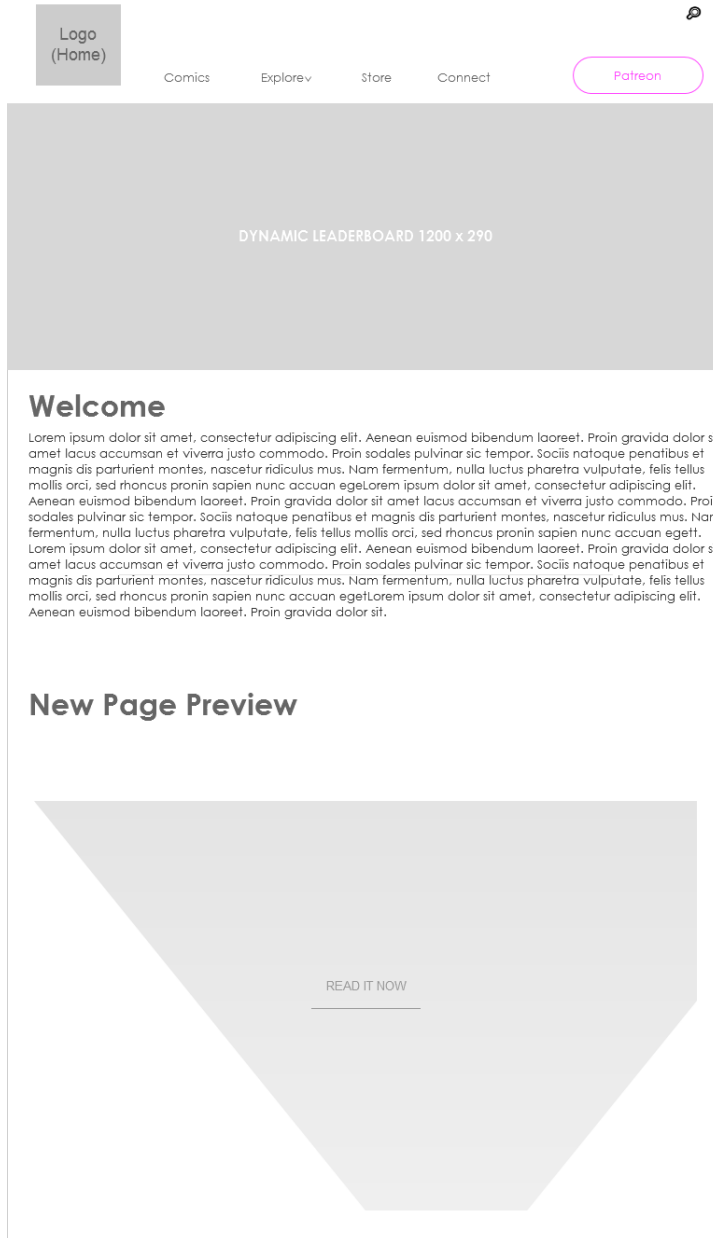 Logo
(Home)
Comics Explore˅ Store Connect Patreon
DYNAMIC LEADERBOARD 1200 x 290
Welcome
Lorem ipsum dolor sit amet, consectetur adipiscing elit. Aenean euismod bibendum laoreet. Proin gravida dolor s
amet lacus accumsan et viverra justo commodo. Proin sodales pulvinar sic tempor. Sociis natoque penatibus et
magnis dis parturient montes, nascetur ridiculus mus. Nam fermentum, nulla luctus pharetra vulputate, felis tellus
mollis orci, sed rhoncus pronin sapien nunc accuan egeLorem ipsum dolor sit amet, consectetur adipiscing elit.
Aenean euismod bibendum laoreet. Proin gravida dolor sit amet lacus accumsan et viverra justo commodo. Proi
sodales pulvinar sic tempor. Sociis natoque penatibus et magnis dis parturient montes, nascetur ridiculus mus. Nar
fermentum, nulla luctus pharetra vulputate, felis tellus mollis orci, sed rhoncus pronin sapien nunc accuan egett.
Lorem ipsum dolor sit amet, consectetur adipiscing elit. Aenean euismod bibendum laoreet. Proin gravida dolor s
amet lacus accumsan et viverra justo commodo. Proin sodales pulvinar sic tempor. Sociis natoque penatibus et
magnis dis parturient montes, nascetur ridiculus mus. Nam fermentum, nulla luctus pharetra vulputate, felis tellus
mollis orci, sed rhoncus pronin sapien nunc accuan egetLorem ipsum dolor sit amet, consectetur adipiscing elit.
Aenean euismod bibendum laoreet. Proin gravida dolor sit.
New Page Preview
READ IT NOW